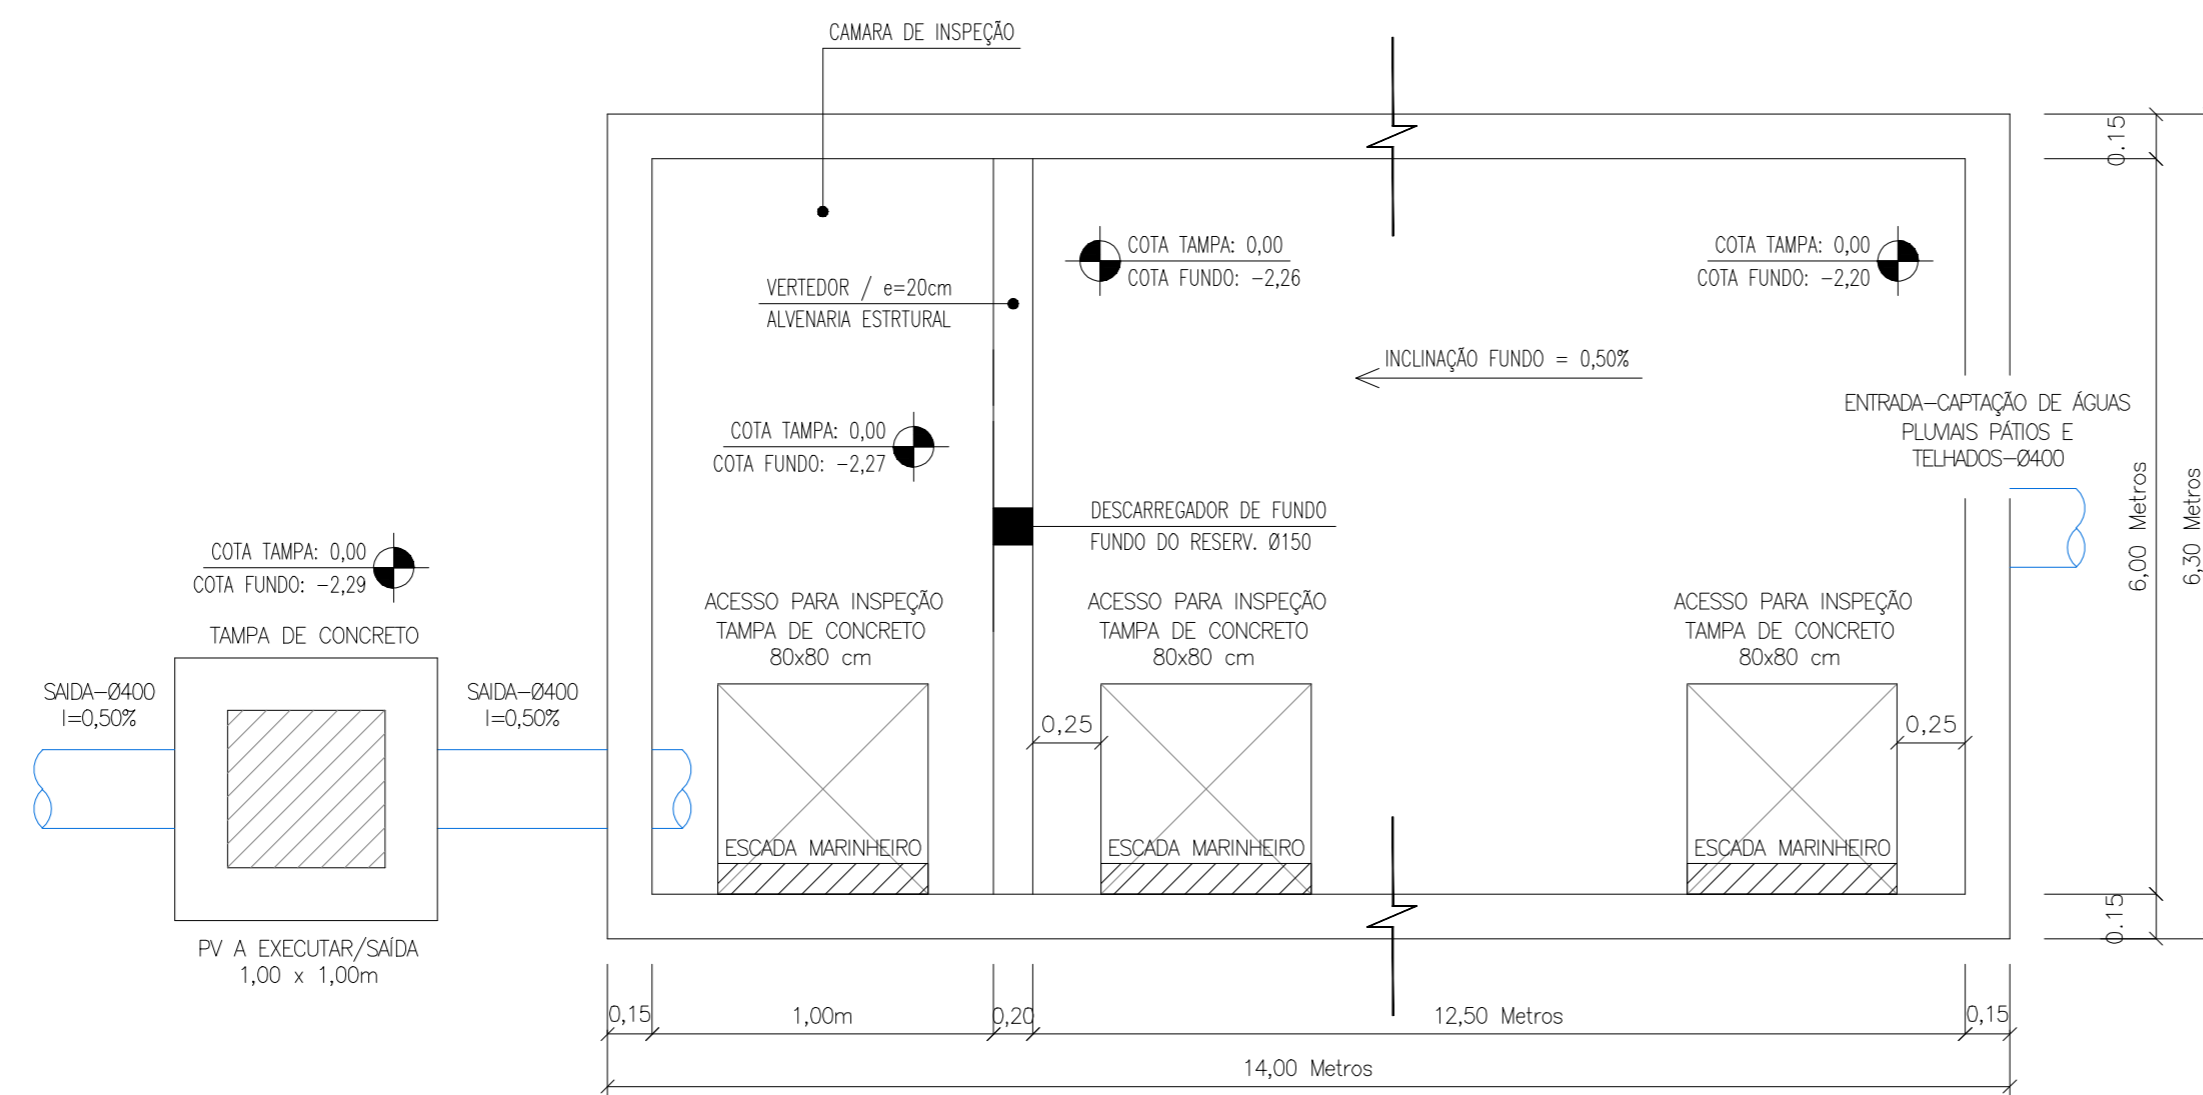 CAMARA DE INSPEÇÃO
0.15
COTA TAMPA: 0,00
COTA FUNDO: -2,26
COTA TAMPA: 0,00
COTA FUNDO: -2,20
VERTEDOR / e=20cm
ALVENARIA ESTRTURAL
INCLINAÇÃO FUNDO = 0,50%
ENTRADA-CAPTAÇÃO DE ÁGUAS
PLUVIAIS PÁTIOS E
TELHADOS-Ø400
COTA TAMPA: 0,00
COTA FUNDO: -2,27
6,00 Metros
6,30 Metros
DESCARREGADOR DE FUNDO
FUNDO DO RESERV. Ø150
COTA TAMPA: 0,00
COTA FUNDO: -2,29
TAMPA DE CONCRETO
ACESSO PARA INSPEÇÃO
TAMPA DE CONCRETO
80x80 cm
ACESSO PARA INSPEÇÃO
TAMPA DE CONCRETO
80x80 cm
ACESSO PARA INSPEÇÃO
TAMPA DE CONCRETO
80x80 cm
SAIDA-Ø400
I=0,50%
SAIDA-Ø400
I=0,50%
0,25
0,25
ESCADA MARINHEIRO
ESCADA MARINHEIRO
ESCADA MARINHEIRO
0.15
PV A EXECUTAR/SAÍDA
1,00 x 1,00m
0,15
1,00m
0,20
12,50 Metros
0,15
14,00 Metros